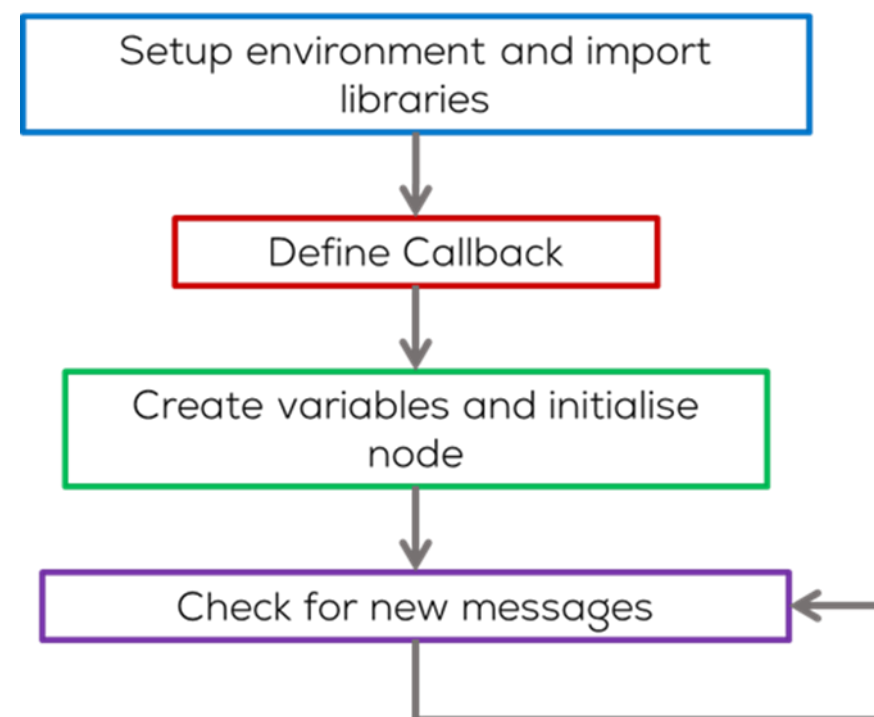 Setup environment and import
libraries
Define Callback
Create variables and initialise
node
Check for new messages